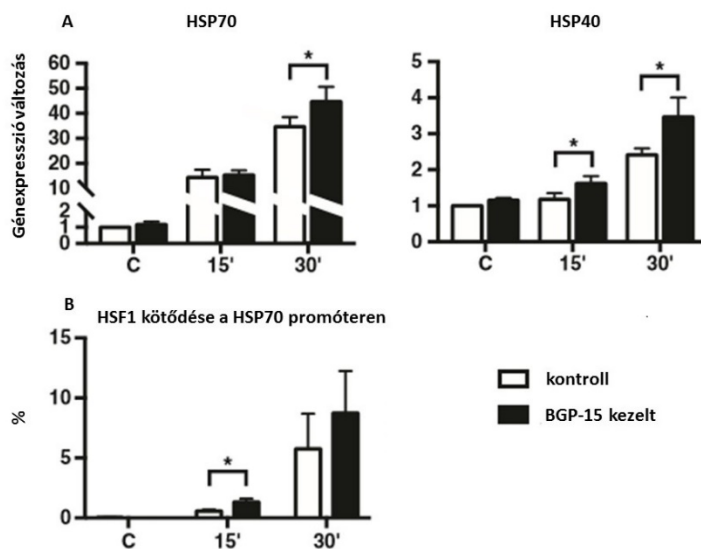 A
HSP70
Génexpresszió változás
60
50
40
30
20
10
2
1
0
C
15'
30'
*
HSP40
5
4
3
2
1
0
C
15'
30'
*
*
B
HSF1 kötődése a HSP70 promóteren
%
15
10
5
0
C
15'
30'
*
kontroll
BGP-15 kezelt